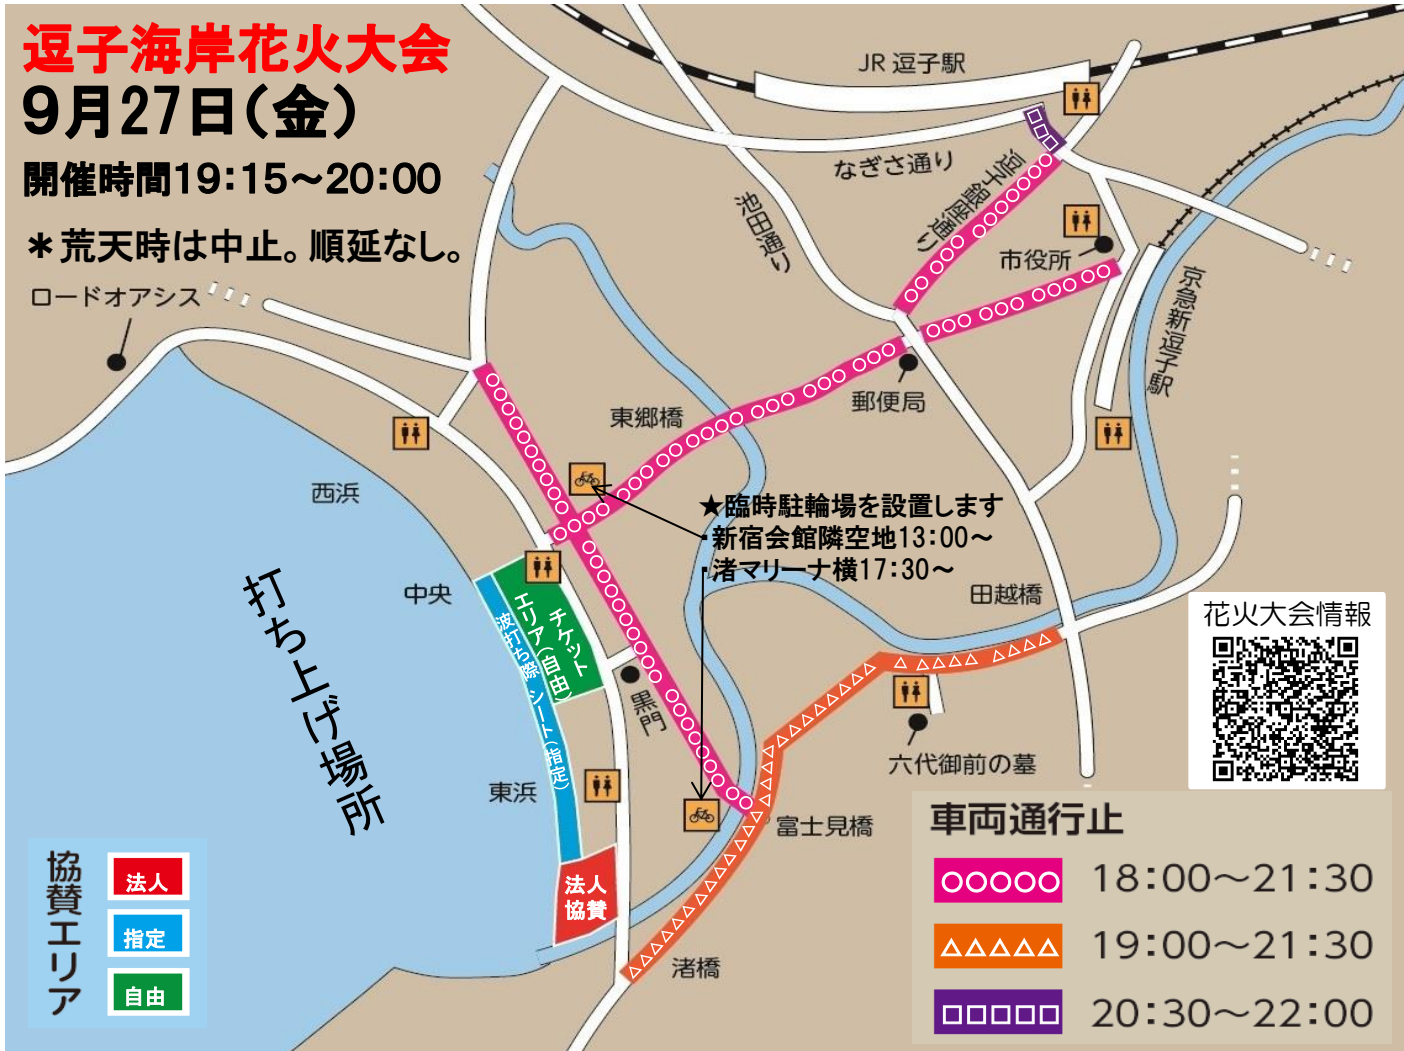 逗子海岸花火大会
9月27日(金)
開催時間19:15～20:00
＊荒天時は中止。順延なし。
ロードオアシス
JR 逗子駅
なぎさ通り
逗子銀座通り
池田通り
市役所
京急新逗子駅
郵便局
東郷橋
西浜
★臨時駐輪場を設置します
・新宿会館隣空地13:00～
・渚マリーナ横17:30～
中央
田越橋
打ち上げ場所
チケット
エリア(自由)
波打ち際 シート(指定)
黒門
東浜
六代御前の墓
富士見橋
法人
協賛
渚橋
花火大会情報
協賛エリア
法人
指定
自由
車両通行止
18:00～21:30
19:00～21:30
20:30～22:00